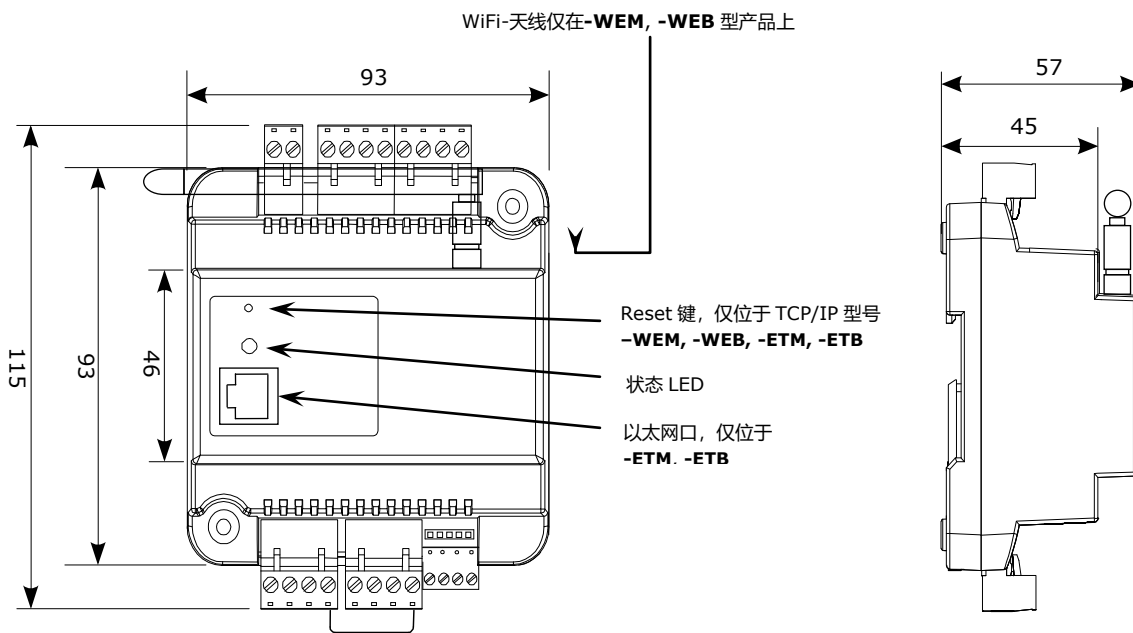 WiFi-天线仅在-WEM, -WEB 型产品上
93
57
45
115
93
46
Reset 键，仅位于 TCP/IP 型号
–WEM, -WEB, -ETM, -ETB
状态 LED
以太网口，仅位于
-ETM, -ETB